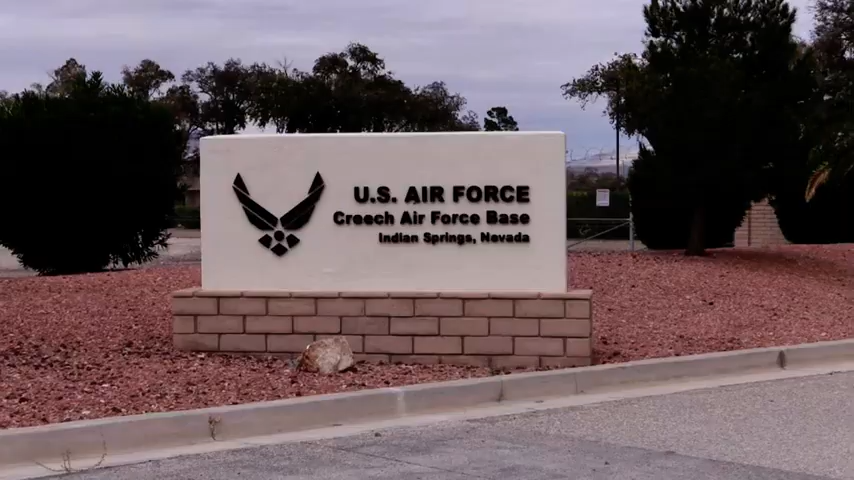 U.S. AIR FORCE
Creech Air Force Base
Indian Springs, Nevada